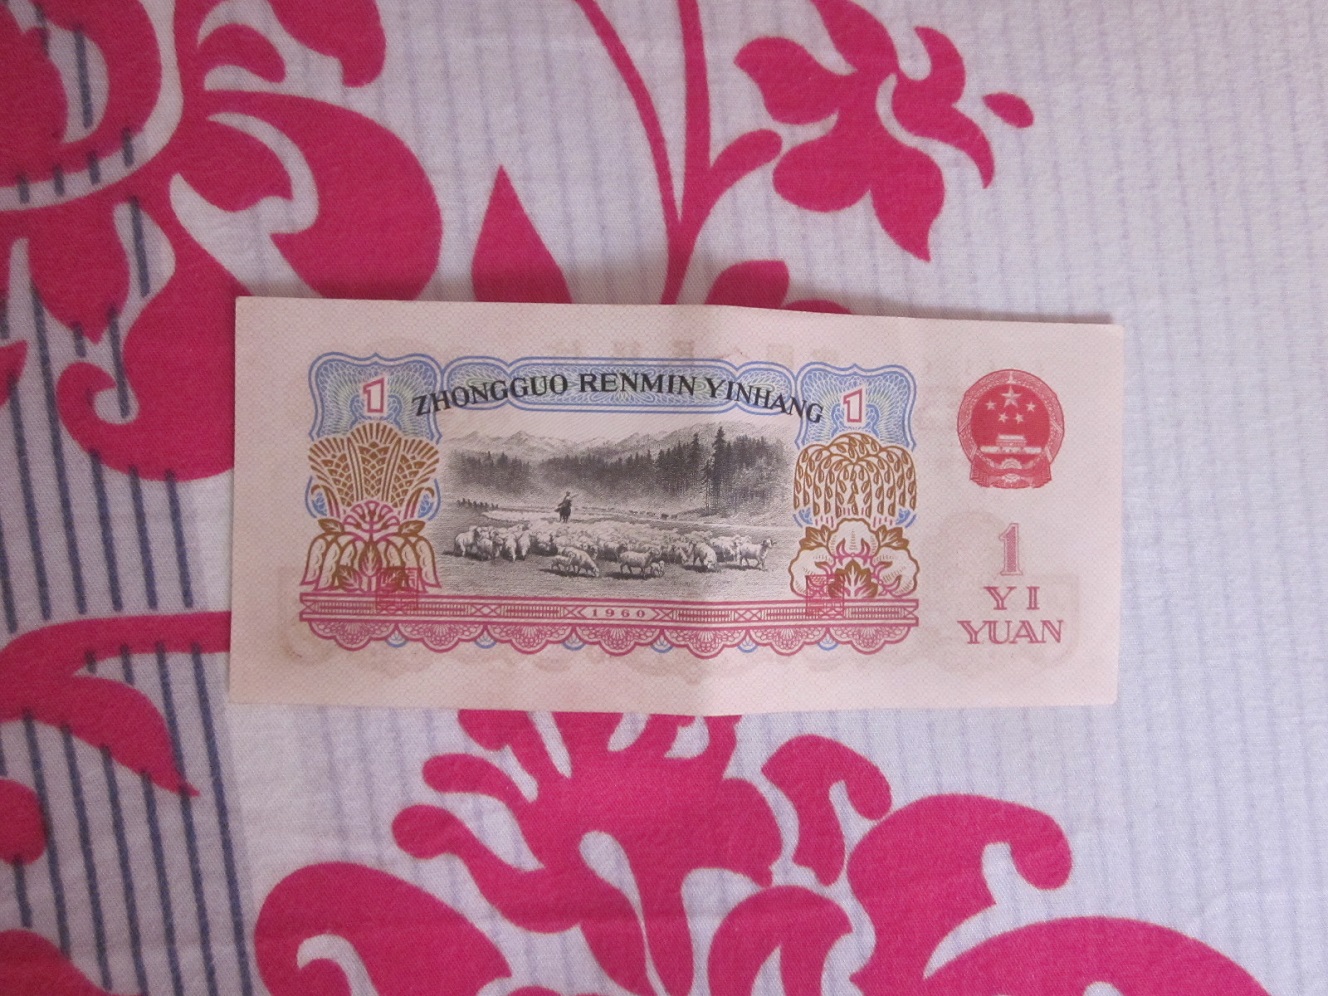 1 ZHONGGUO RENMIN YINHANG 1
1960
1
YI
YUAN